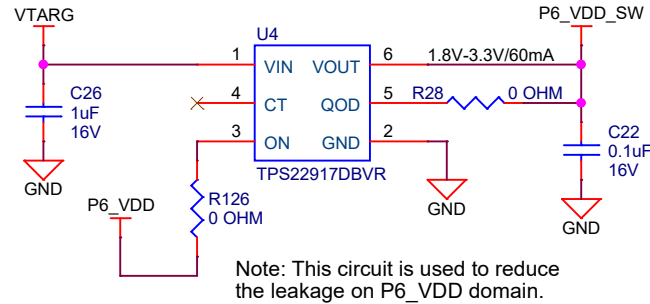 VTARG
P6_VDD_SW
U4
1
VIN
VOUT
6
1.8V-3.3V/60mA
C26
1uF
16V
4
CT
QOD
5
R28
0 OHM
3
ON
GND
2
C22
0.1uF
16V
GND
TPS22917DBVR
R126
0 OHM
P6_VDD
GND
GND
Note: This circuit is used to reduce
the leakage on P6_VDD domain.